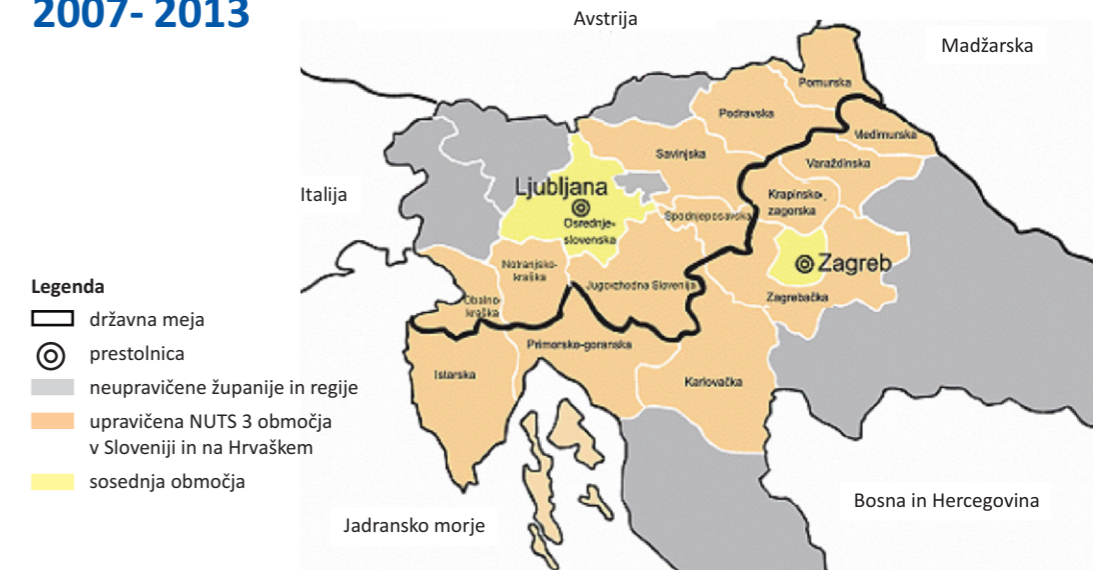 2007- 2013
Avstrija
Madžarska
Pomurska
Podravska
Međimurska
Savinjska
Varaždinska
Italija
Ljubljana
Krapinsko-
zagorska
Spodnjeposavska
Osrednje-
slovenska
Zagreb
Notranjsko-
kraška
Jugovzhodna Slovenija
Zagrebačka
Obalno-
kraška
Primorsko-goranska
Istarska
Karlovačka
Legenda
državna meja
prestolnica
neupravičene županije in regije
upravičena NUTS 3 območja
v Sloveniji in na Hrvaškem
sosednja območja
Bosna in Hercegovina
Jadransko morje